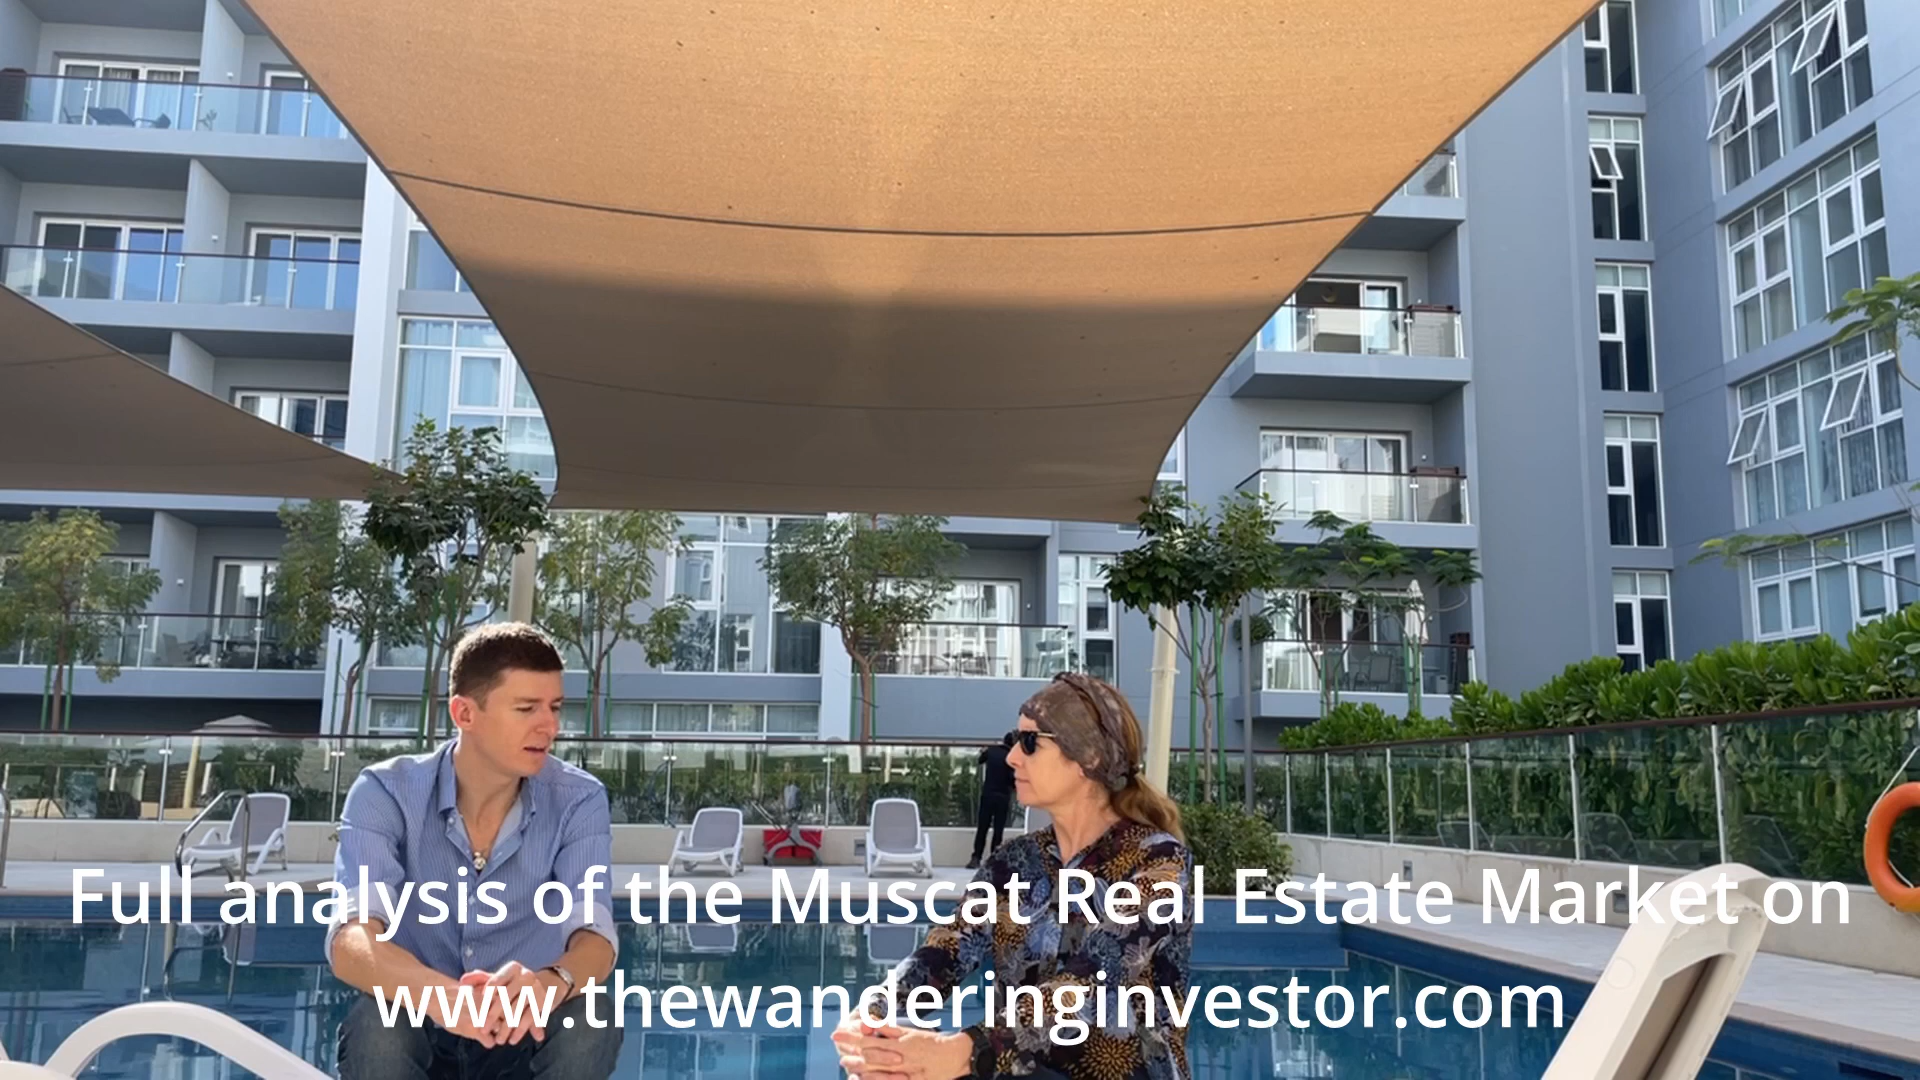 Full analysis of the Muscat Real Estate Market on
www.thewanderinginvestor.com